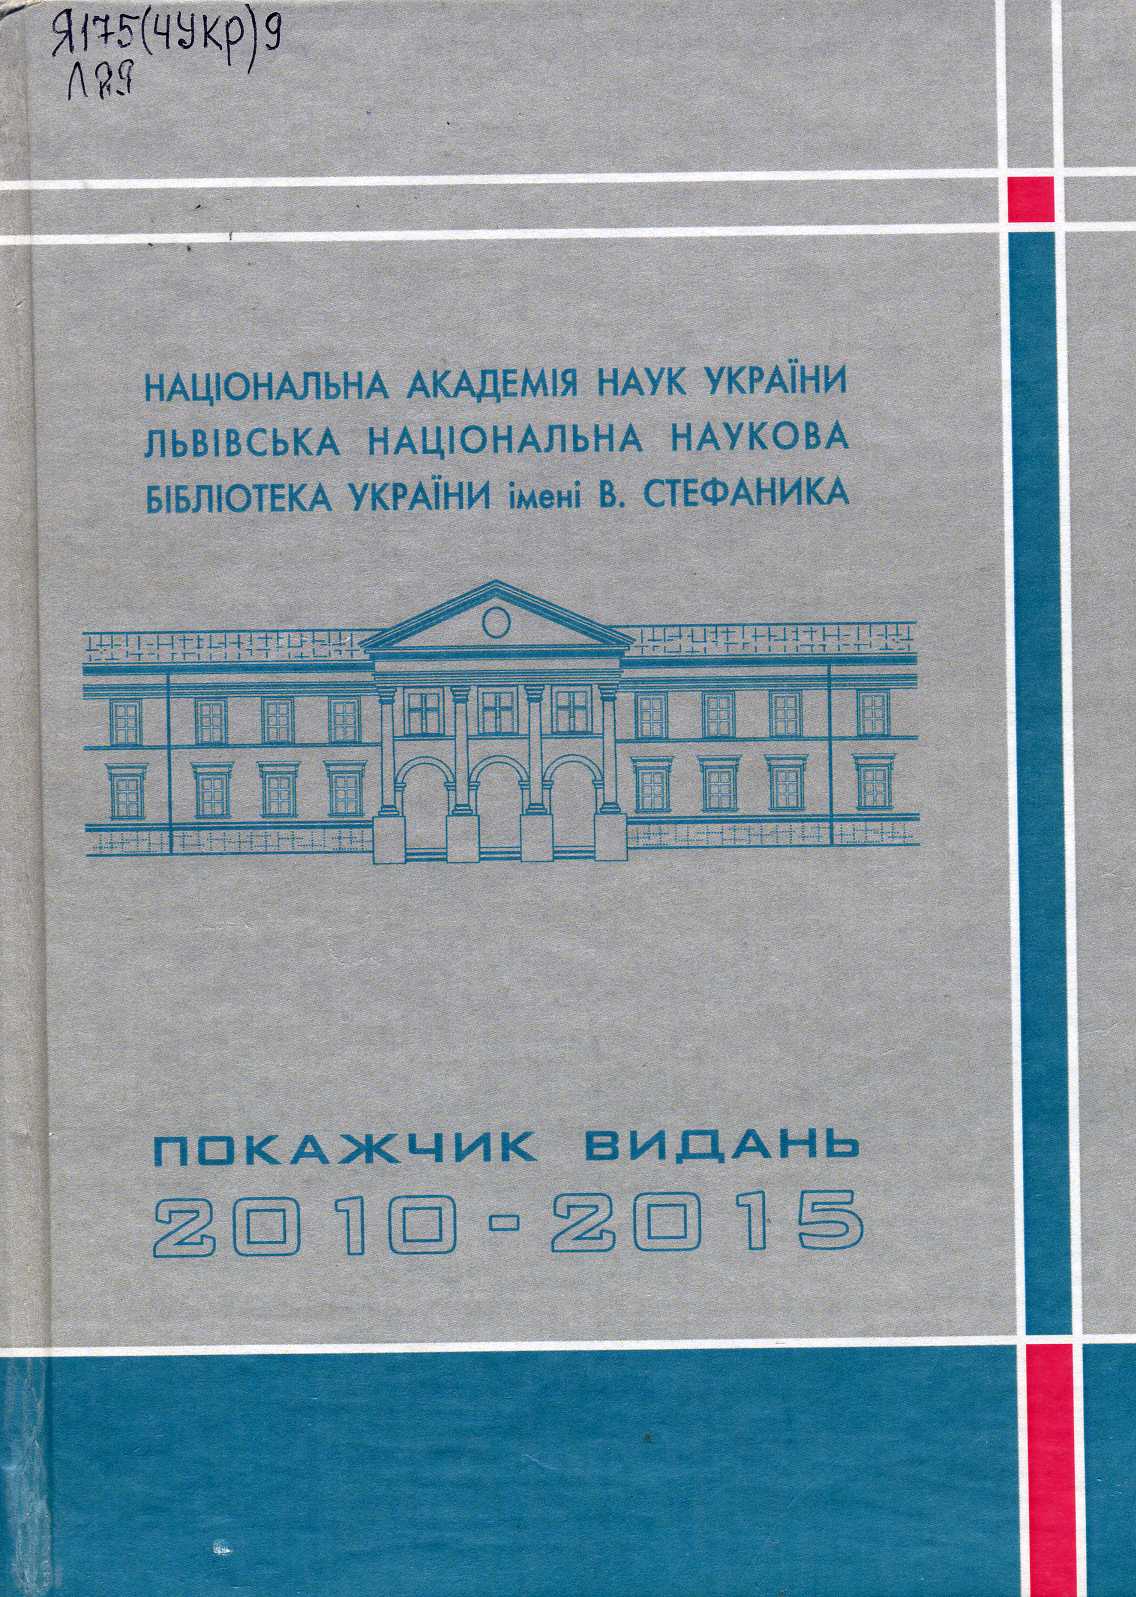 Я175(4УКР)9
Л89
НАЦІОНАЛЬНА АКАДЕМІЯ НАУК УКРАЇНИ
ЛЬВІВСЬКА НАЦІОНАЛЬНА НАУКОВА
БІБЛІОТЕКА УКРАЇНИ імені В. СТЕФАНИКА
ПОКАЖЧИК ВИДАНЬ
2010-2015